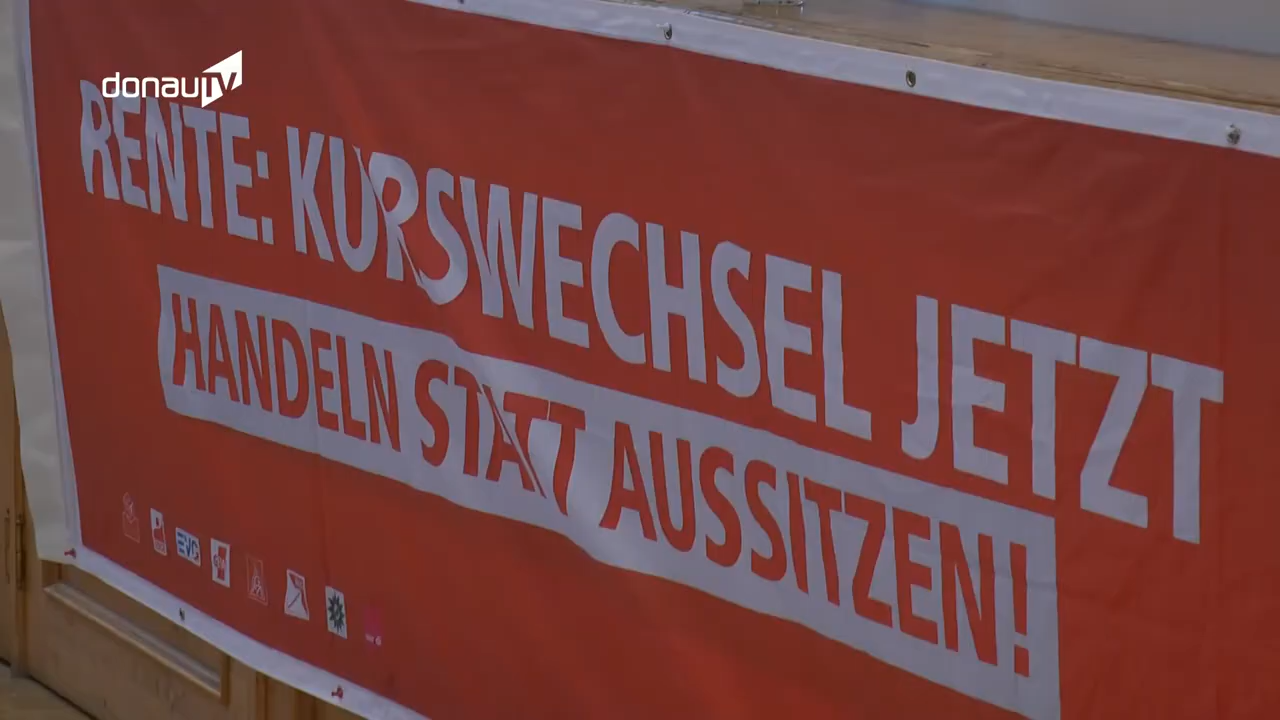 donauTV
RENTE: KURSWECHSEL JETZT
HANDELN STATT AUSSITZEN!
EVG